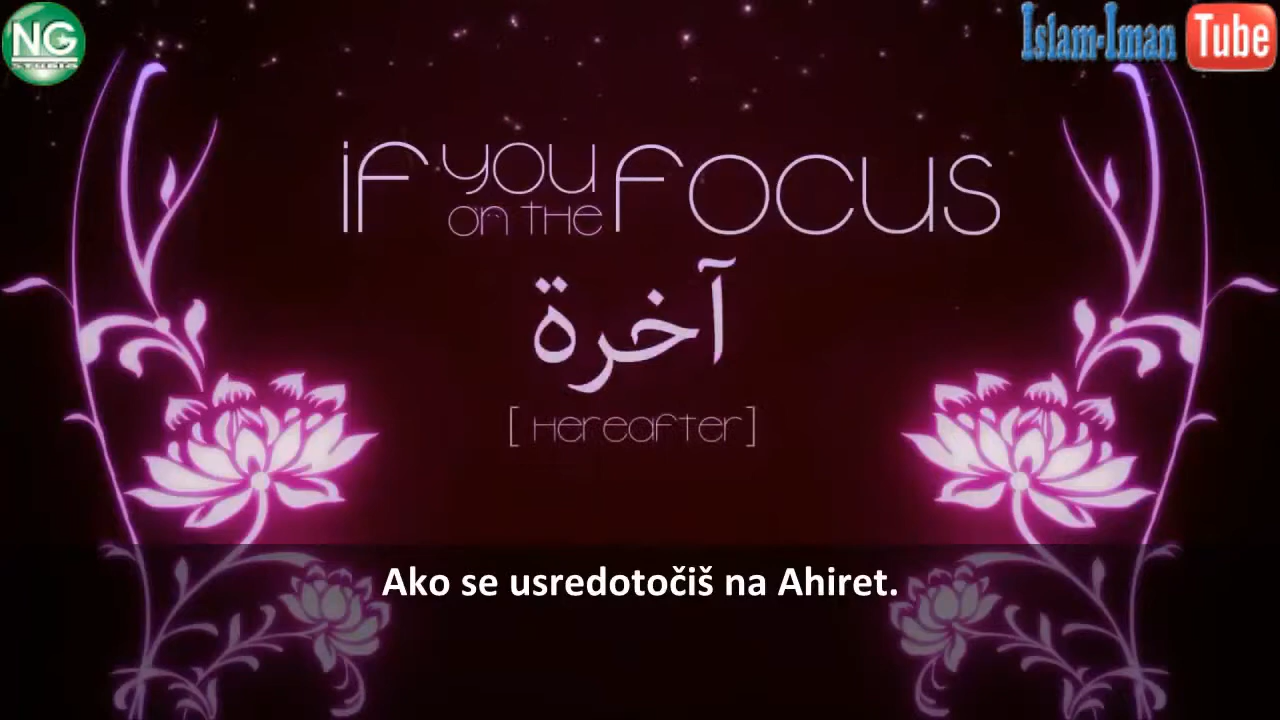 NG
STUDIO
Islam-Iman Tube
if you on the focus
آخرة
[ Hereafter ]
Ako se usredotočiš na Ahiret.